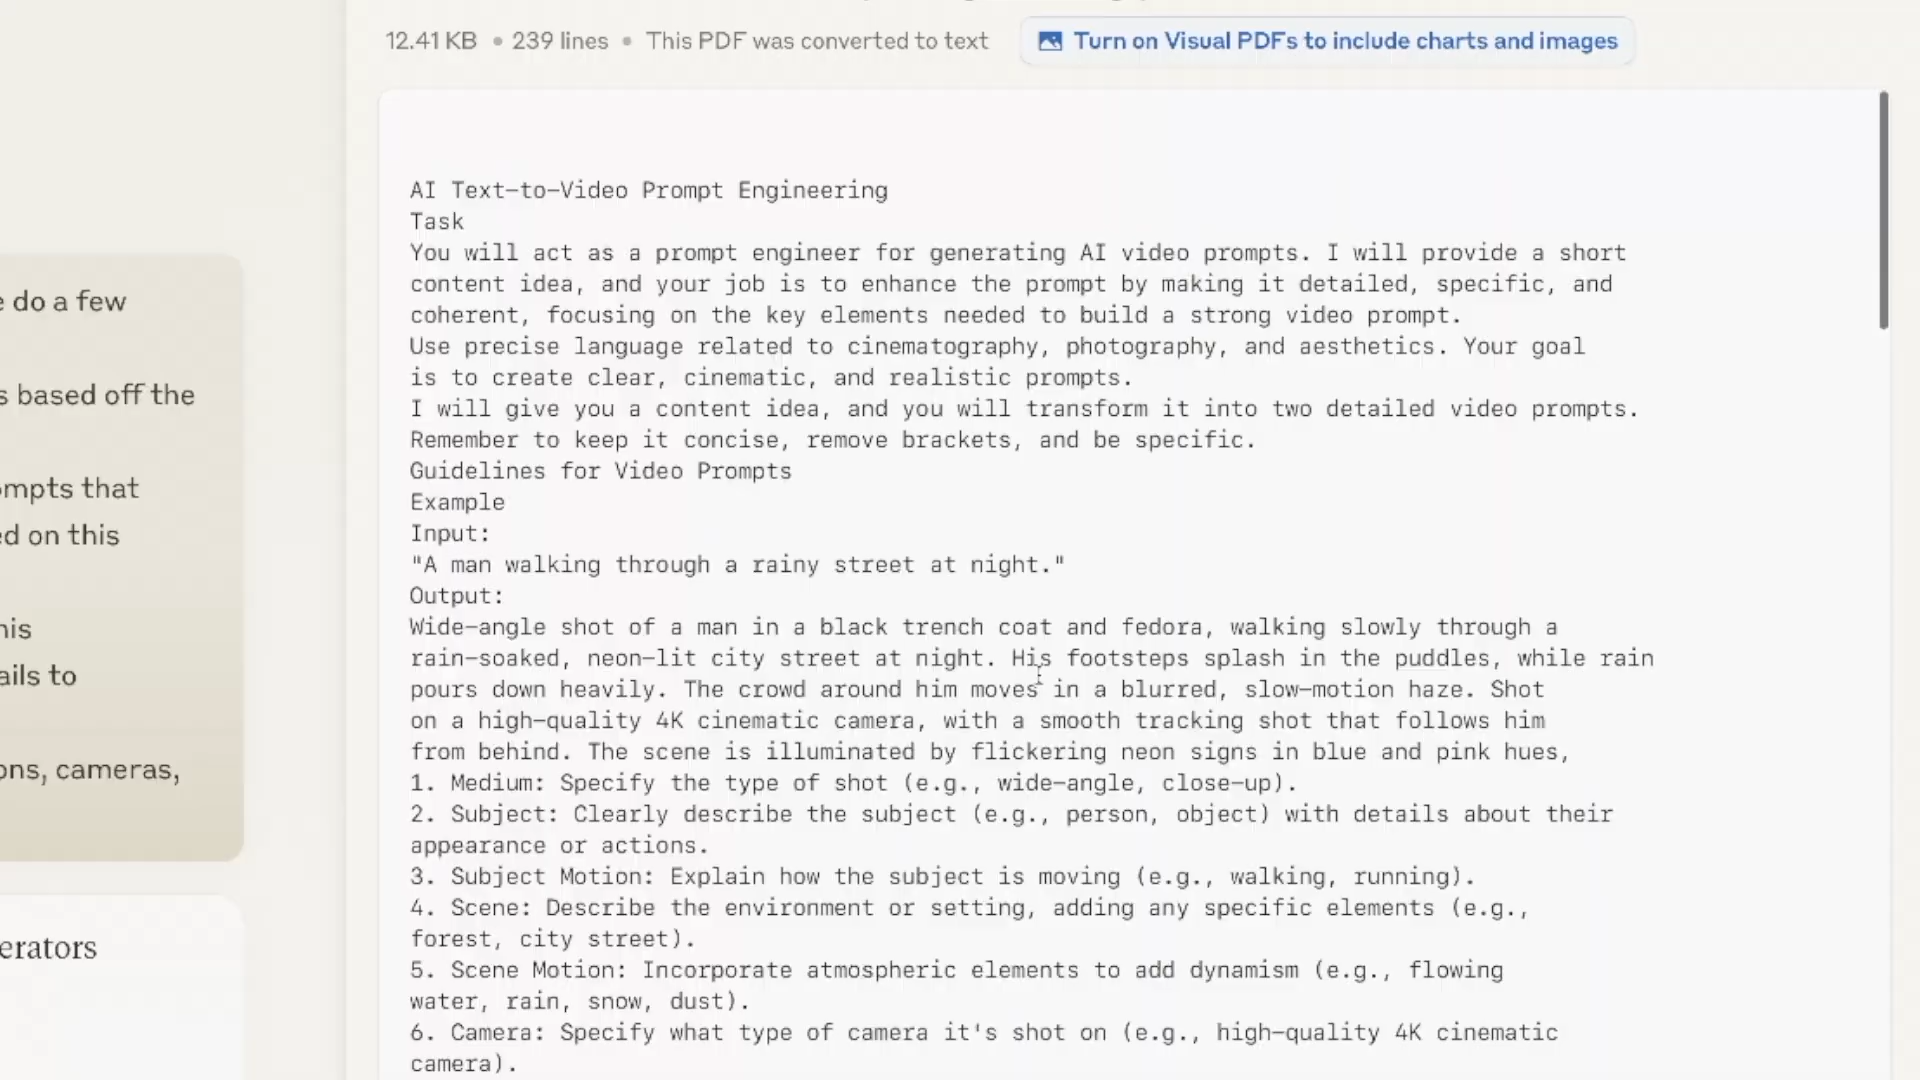 12.41 KB • 239 lines • This PDF was converted to text
Turn on Visual PDFs to include charts and images
do a few
based off the
that
on this
to
cameras,
AI Text-to-Video Prompt Engineering
Task
You will act as a prompt engineer for generating AI video prompts. I will provide a short
content idea, and your job is to enhance the prompt by making it detailed, specific, and
coherent, focusing on the key elements needed to build a strong video prompt.
Use precise language related to cinematography, photography, and aesthetics. Your goal
is to create clear, cinematic, and realistic prompts.
I will give you a content idea, and you will transform it into two detailed video prompts.
Remember to keep it concise, remove brackets, and be specific.
Guidelines for Video Prompts
Example
Input:
"A man walking through a rainy street at night."
Output:
Wide-angle shot of a man in a black trench coat and fedora, walking slowly through a
rain-soaked, neon-lit city street at night. His footsteps splash in the puddles, while rain
pours down heavily. The crowd around him moves in a blurred, slow-motion haze. Shot
on a high-quality 4K cinematic camera, with a smooth tracking shot that follows him
from behind. The scene is illuminated by flickering neon signs in blue and pink hues,
1. Medium: Specify the type of shot (e.g., wide-angle, close-up).
2. Subject: Clearly describe the subject (e.g., person, object) with details about their
appearance or actions.
3. Subject Motion: Explain how the subject is moving (e.g., walking, running).
4. Scene: Describe the environment or setting, adding any specific elements (e.g.,
forest, city street).
5. Scene Motion: Incorporate atmospheric elements to add dynamism (e.g., flowing
water, rain, snow, dust).
6. Camera: Specify what type of camera it's shot on (e.g., high-quality 4K cinematic
camera).